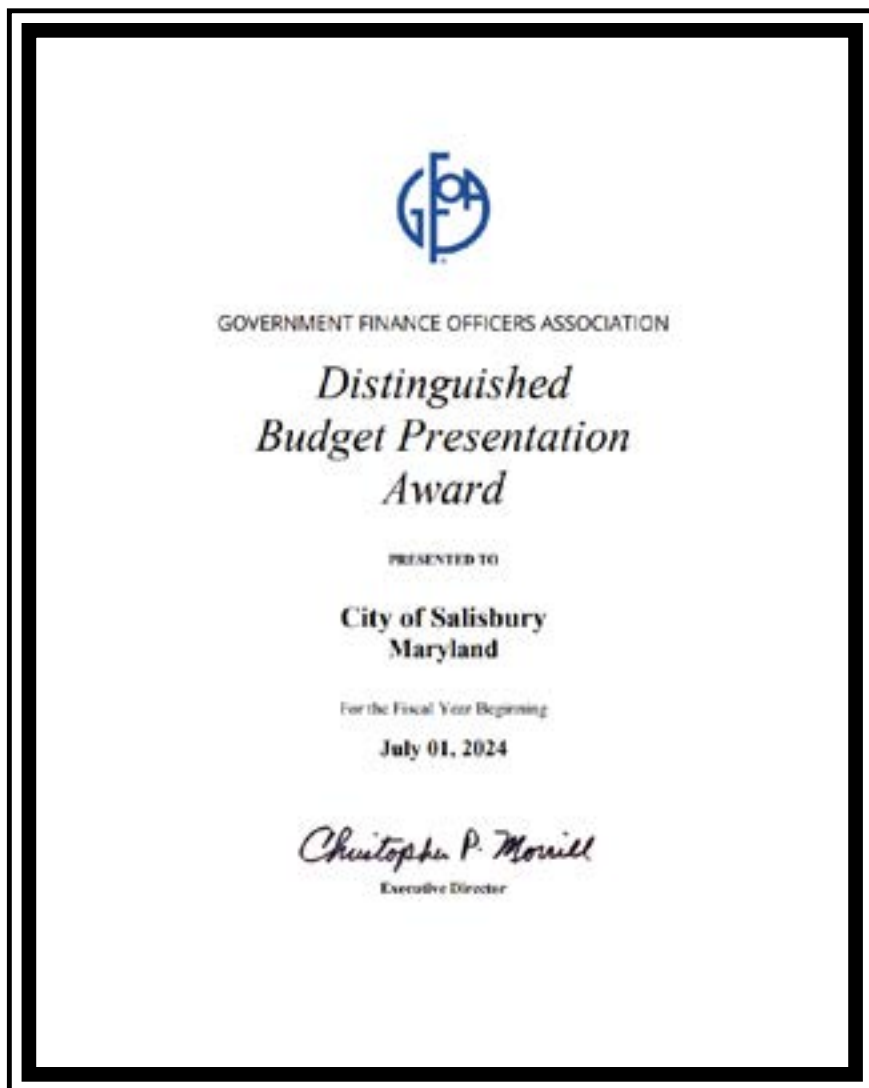 GFOA
GOVERNMENT FINANCE OFFICERS ASSOCIATION
Distinguished
Budget Presentation
Award
PRESENTED TO
City of Salisbury
Maryland
For the Fiscal Year Beginning
July 01, 2024
Christopher P. Morrill
Executive Director